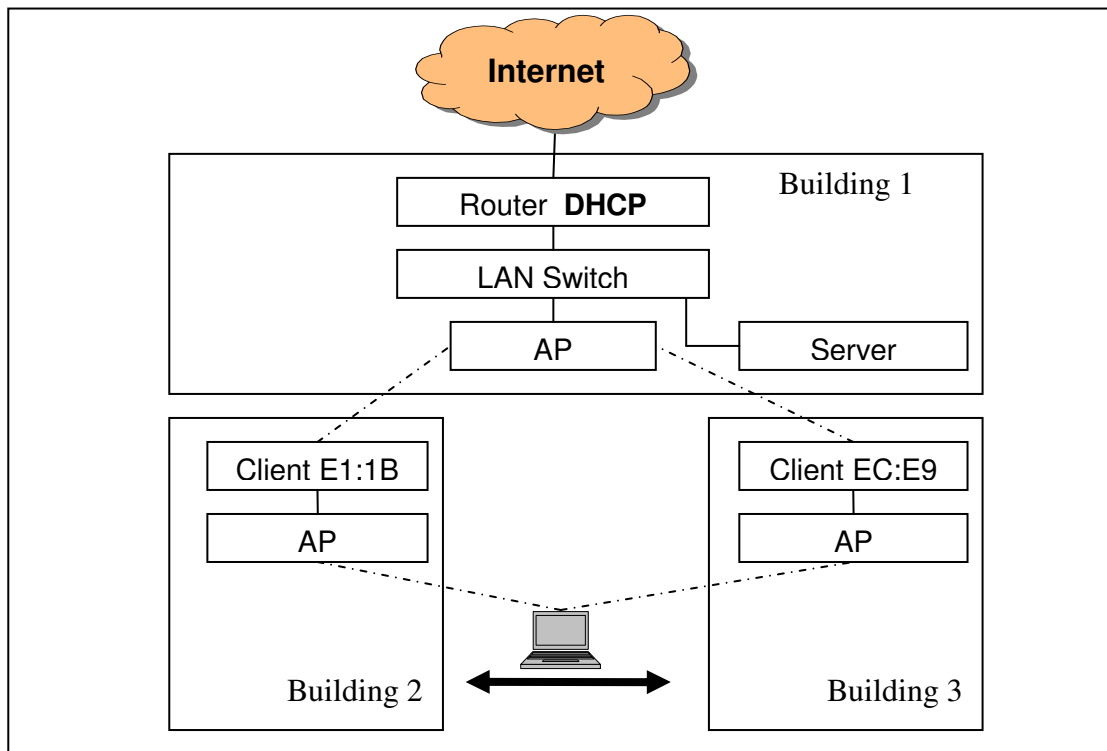 Internet
Building 1
Router DHCP
LAN Switch
AP
Server
Client E1:1B
AP
Building 2
Client EC:E9
AP
Building 3